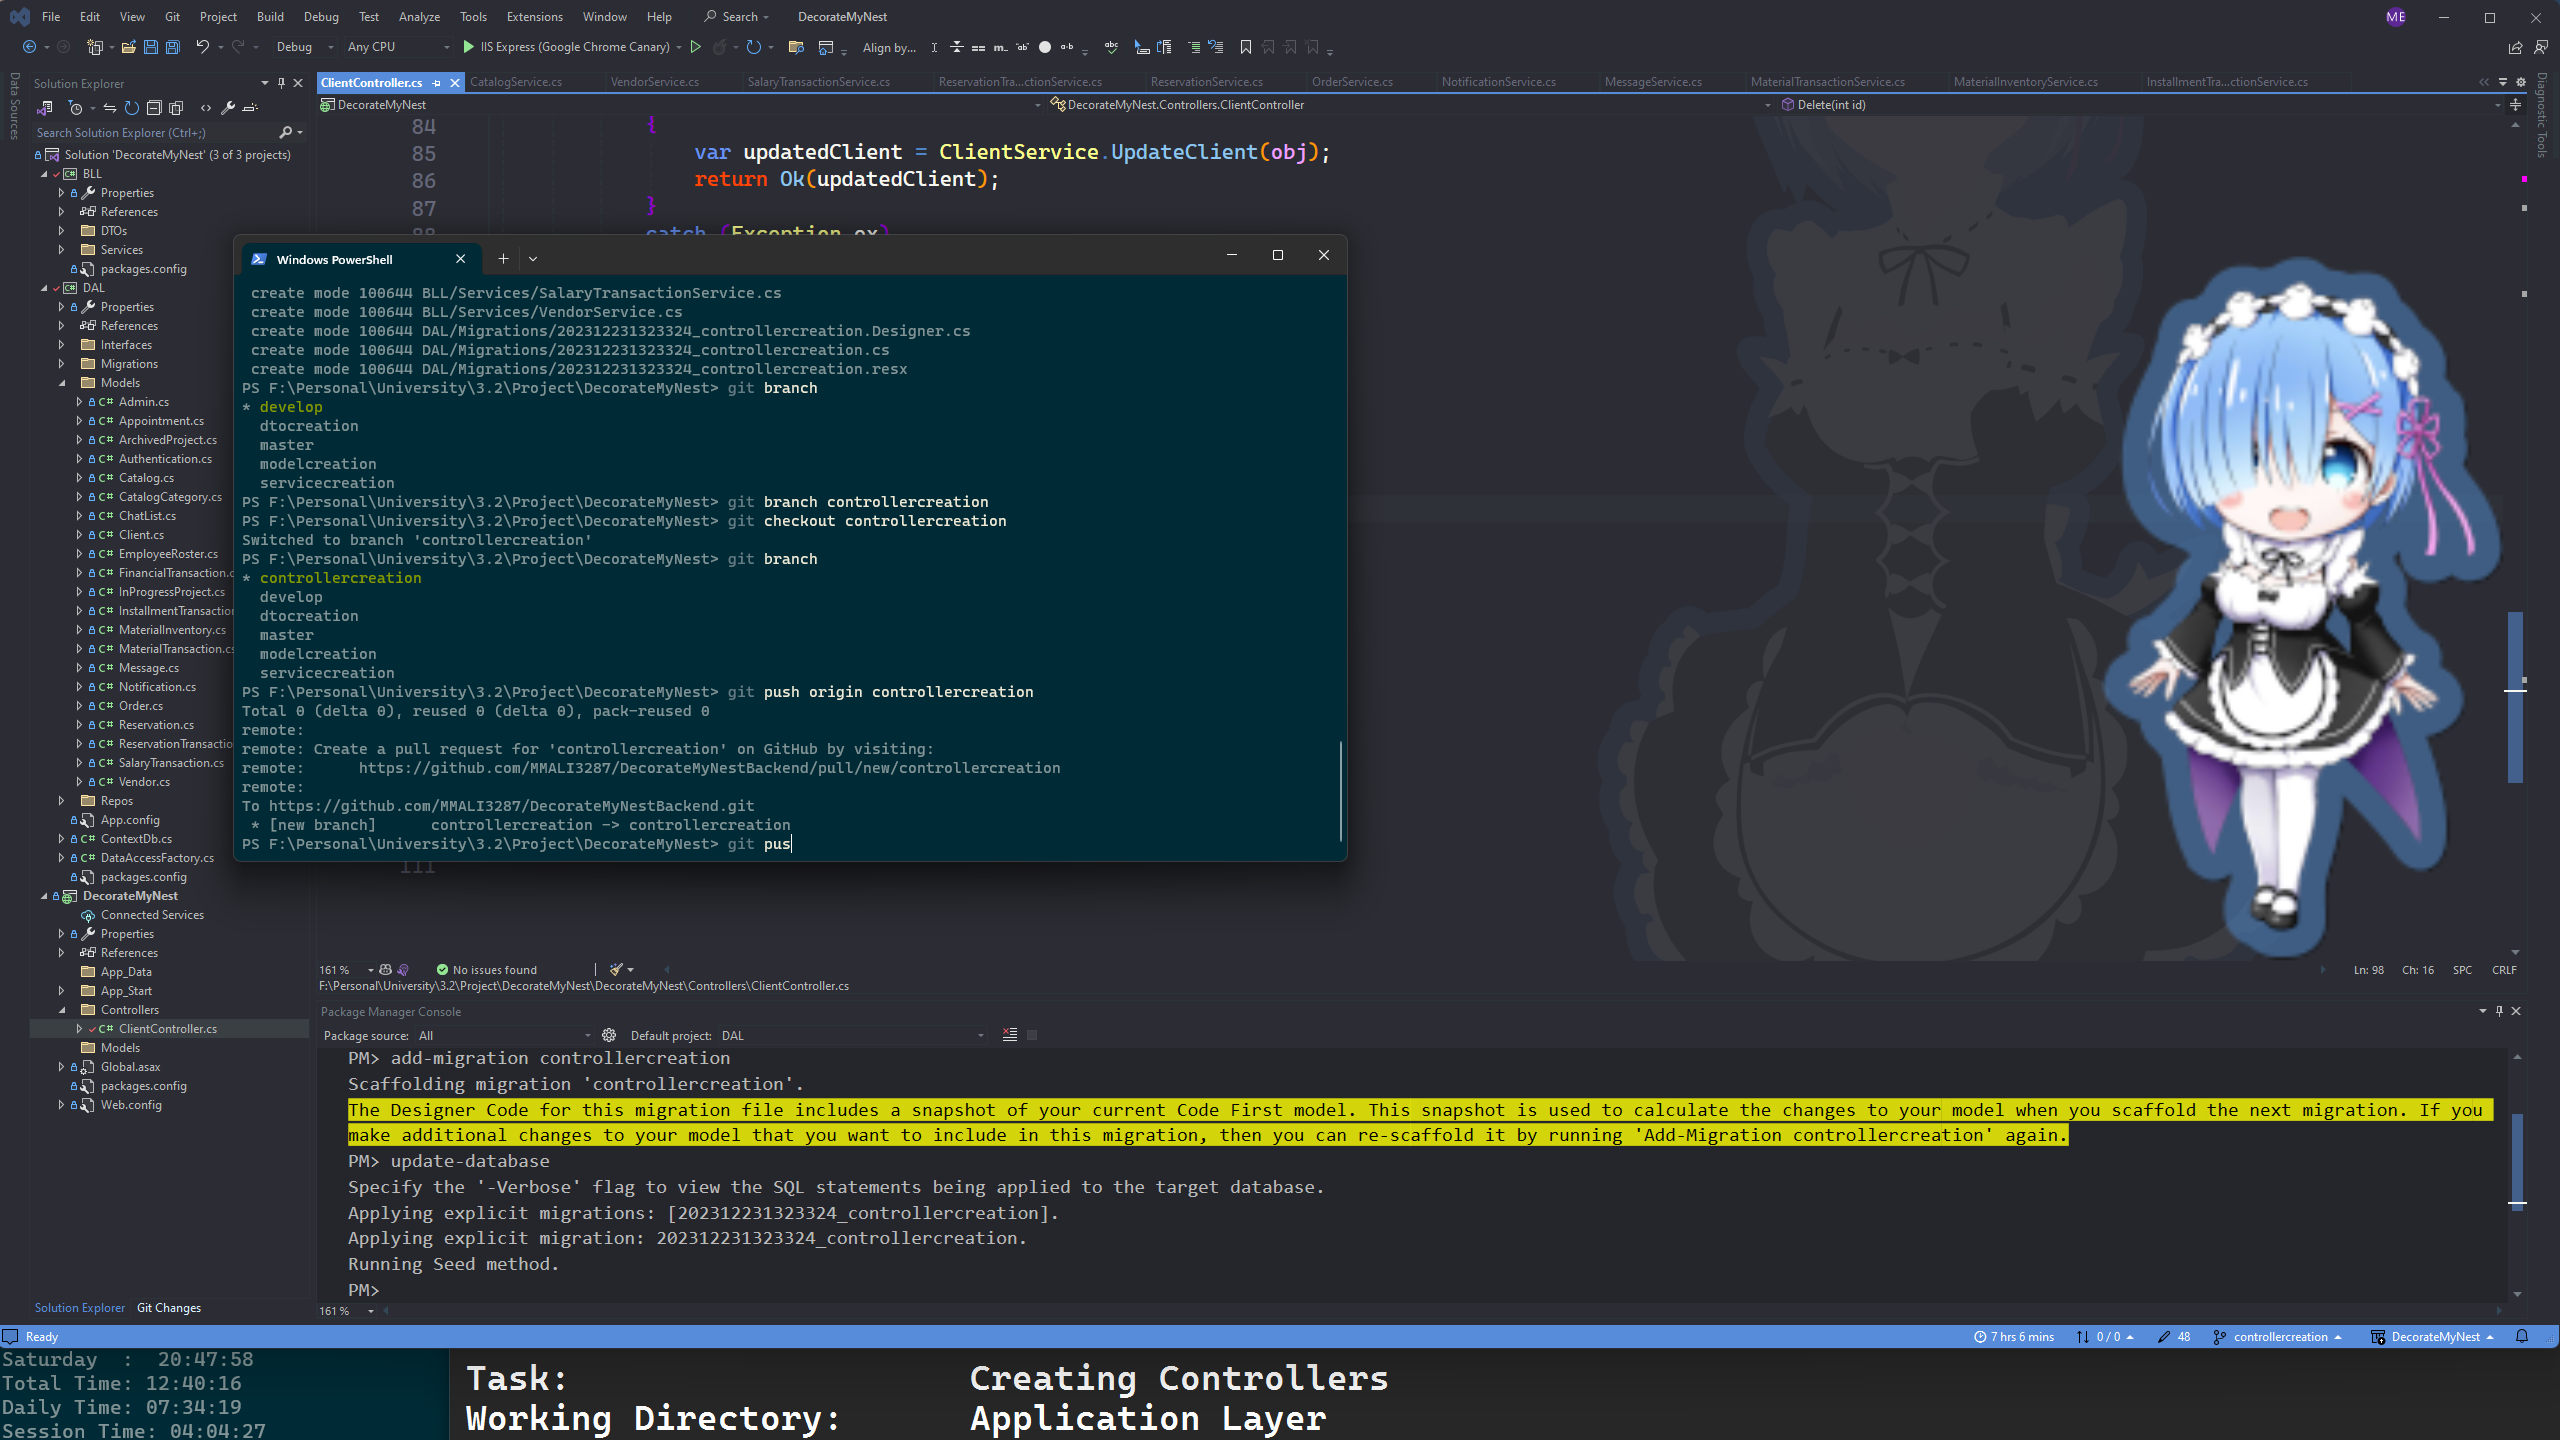 File Edit View Git Project Build Debug Test Analyze Tools Extensions Window Help Search DecorateMyNest ME
Debug Any CPU IIS Express (Google Chrome Canary) Align by...
Data Sources
Solution Explorer
Search Solution Explorer (Ctrl+;)
Solution 'DecorateMyNest' (3 of 3 projects)
BLL
Properties
References
DTOs
Services
packages.config
DAL
Properties
References
Interfaces
Migrations
Models
C# Admin.cs
C# Appointment.cs
C# ArchivedProject.cs
C# Authentication.cs
C# Catalog.cs
C# CatalogCategory.cs
C# ChatList.cs
C# Client.cs
C# EmployeeRoster.cs
C# FinancialTransaction.c
C# InProgressProject.cs
C# InstallmentTransaction
C# MaterialInventory.cs
C# MaterialTransaction.cs
C# Message.cs
C# Notification.cs
C# Order.cs
C# Reservation.cs
C# ReservationTransactio
C# SalaryTransaction.cs
C# Vendor.cs
Repos
App.config
C# ContextDb.cs
C# DataAccessFactory.cs
packages.config
DecorateMyNest
Connected Services
Properties
References
App_Data
App_Start
Controllers
C# ClientController.cs
Models
Global.asax
packages.config
Web.config
Solution Explorer Git Changes
ClientController.cs CatalogService.cs VendorService.cs SalaryTransactionService.cs ReservationTra...ctionService.cs ReservationService.cs OrderService.cs NotificationService.cs MessageService.cs MaterialTransactionService.cs MaterialInventoryService.cs InstallmentTra...ctionService.cs
DecorateMyNest DecorateMyNest.Controllers.ClientController Delete(int id)
Diagnostic Tools
84 {
85 var updatedClient = ClientService.UpdateClient(obj);
86 return Ok(updatedClient);
87 }
88 catch (Exception ex)
Windows PowerShell
create mode 100644 BLL/Services/SalaryTransactionService.cs
create mode 100644 BLL/Services/VendorService.cs
create mode 100644 DAL/Migrations/202312231323324_controllercreation.Designer.cs
create mode 100644 DAL/Migrations/202312231323324_controllercreation.cs
create mode 100644 DAL/Migrations/202312231323324_controllercreation.resx
PS F:\Personal\University\3.2\Project\DecorateMyNest> git branch
* develop
dtocreation
master
modelcreation
servicecreation
PS F:\Personal\University\3.2\Project\DecorateMyNest> git branch controllercreation
PS F:\Personal\University\3.2\Project\DecorateMyNest> git checkout controllercreation
Switched to branch 'controllercreation'
PS F:\Personal\University\3.2\Project\DecorateMyNest> git branch
* controllercreation
develop
dtocreation
master
modelcreation
servicecreation
PS F:\Personal\University\3.2\Project\DecorateMyNest> git push origin controllercreation
Total 0 (delta 0), reused 0 (delta 0), pack-reused 0
remote:
remote: Create a pull request for 'controllercreation' on GitHub by visiting:
remote: https://github.com/MMALI3287/DecorateMyNestBackend/pull/new/controllercreation
remote:
To https://github.com/MMALI3287/DecorateMyNestBackend.git
* [new branch] controllercreation -> controllercreation
PS F:\Personal\University\3.2\Project\DecorateMyNest> git pus
111
161 % No issues found Ln: 98 Ch: 16 SPC CRLF
F:\Personal\University\3.2\Project\DecorateMyNest\DecorateMyNest\Controllers\ClientController.cs
Package Manager Console
Package source: All Default project: DAL
PM> add-migration controllercreation
Scaffolding migration 'controllercreation'.
The Designer Code for this migration file includes a snapshot of your current Code First model. This snapshot is used to calculate the changes to your model when you scaffold the next migration. If you
make additional changes to your model that you want to include in this migration, then you can re-scaffold it by running 'Add-Migration controllercreation' again.
PM> update-database
Specify the '-Verbose' flag to view the SQL statements being applied to the target database.
Applying explicit migrations: [202312231323324_controllercreation].
Applying explicit migration: 202312231323324_controllercreation.
Running Seed method.
PM>
161 %
Ready 7 hrs 6 mins 0 / 0 48 controllercreation DecorateMyNest
Saturday : 20:47:58
Total Time: 12:40:16
Daily Time: 07:34:19
Session Time: 04:04:27
Task: Creating Controllers
Working Directory: Application Layer